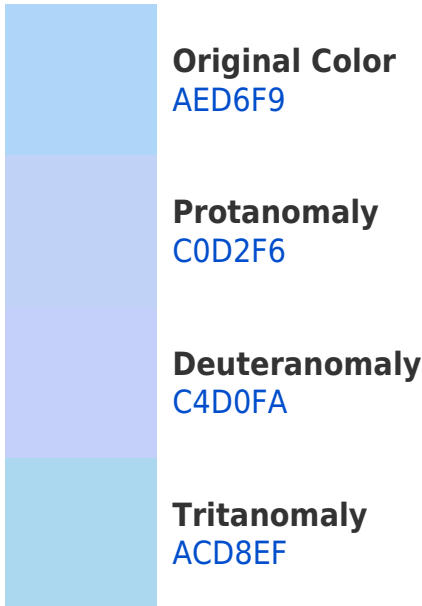 Original Color
AED6F9
Protanomaly
C0D2F6
Deuteranomaly
C4D0FA
Tritanomaly
ACD8EF